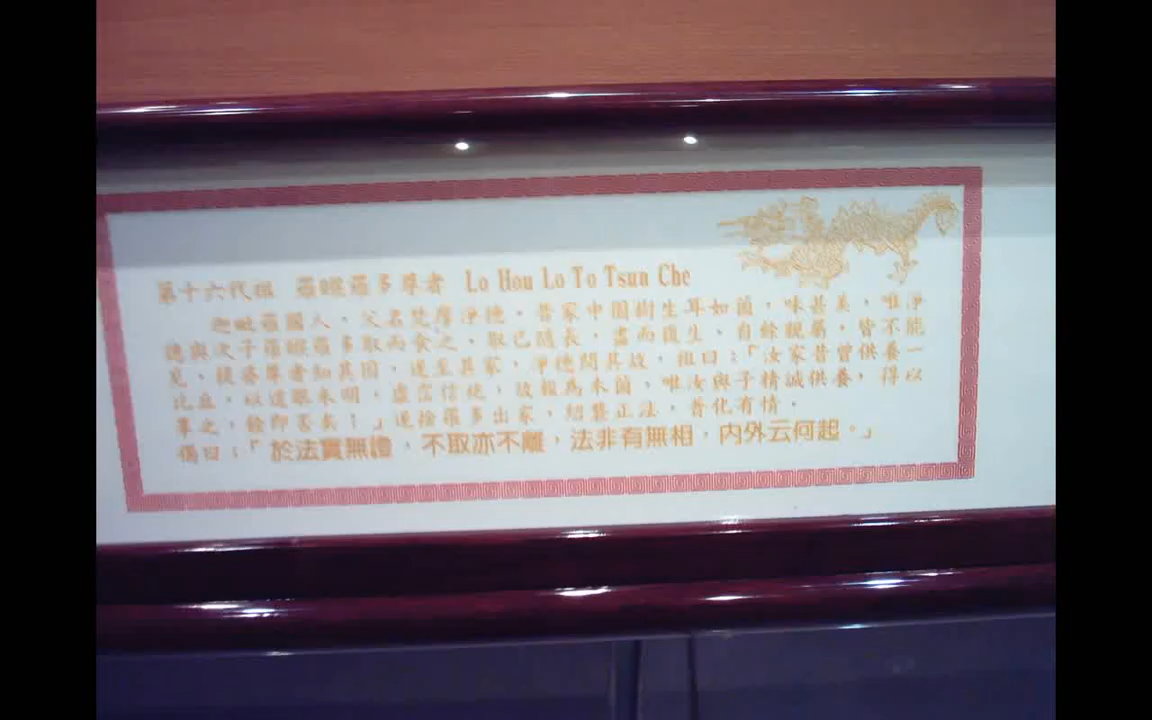 第十六代祖 羅睺羅多尊者 Lo Hou Lo To Tsun Che
迦毗羅國人，父名梵摩淨德。昔家中園樹生耳如菌，味甚美，唯淨
德與次子羅睺羅多取而食之，取已隨長，盡而復生。自餘親屬，皆不能
見。提婆尊者知其因，遂至其家，淨德問其故，祖曰：「汝家昔曾供養一
比丘，以道眼未明，虛霑信施，故報為木菌，唯汝與子精誠供養，得以
享之，餘即否矣！」遂捨羅多出家，紹襲正法，普化有情。
偈曰：「於法實無證，不取亦不離，法非有無相，內外云何起。」